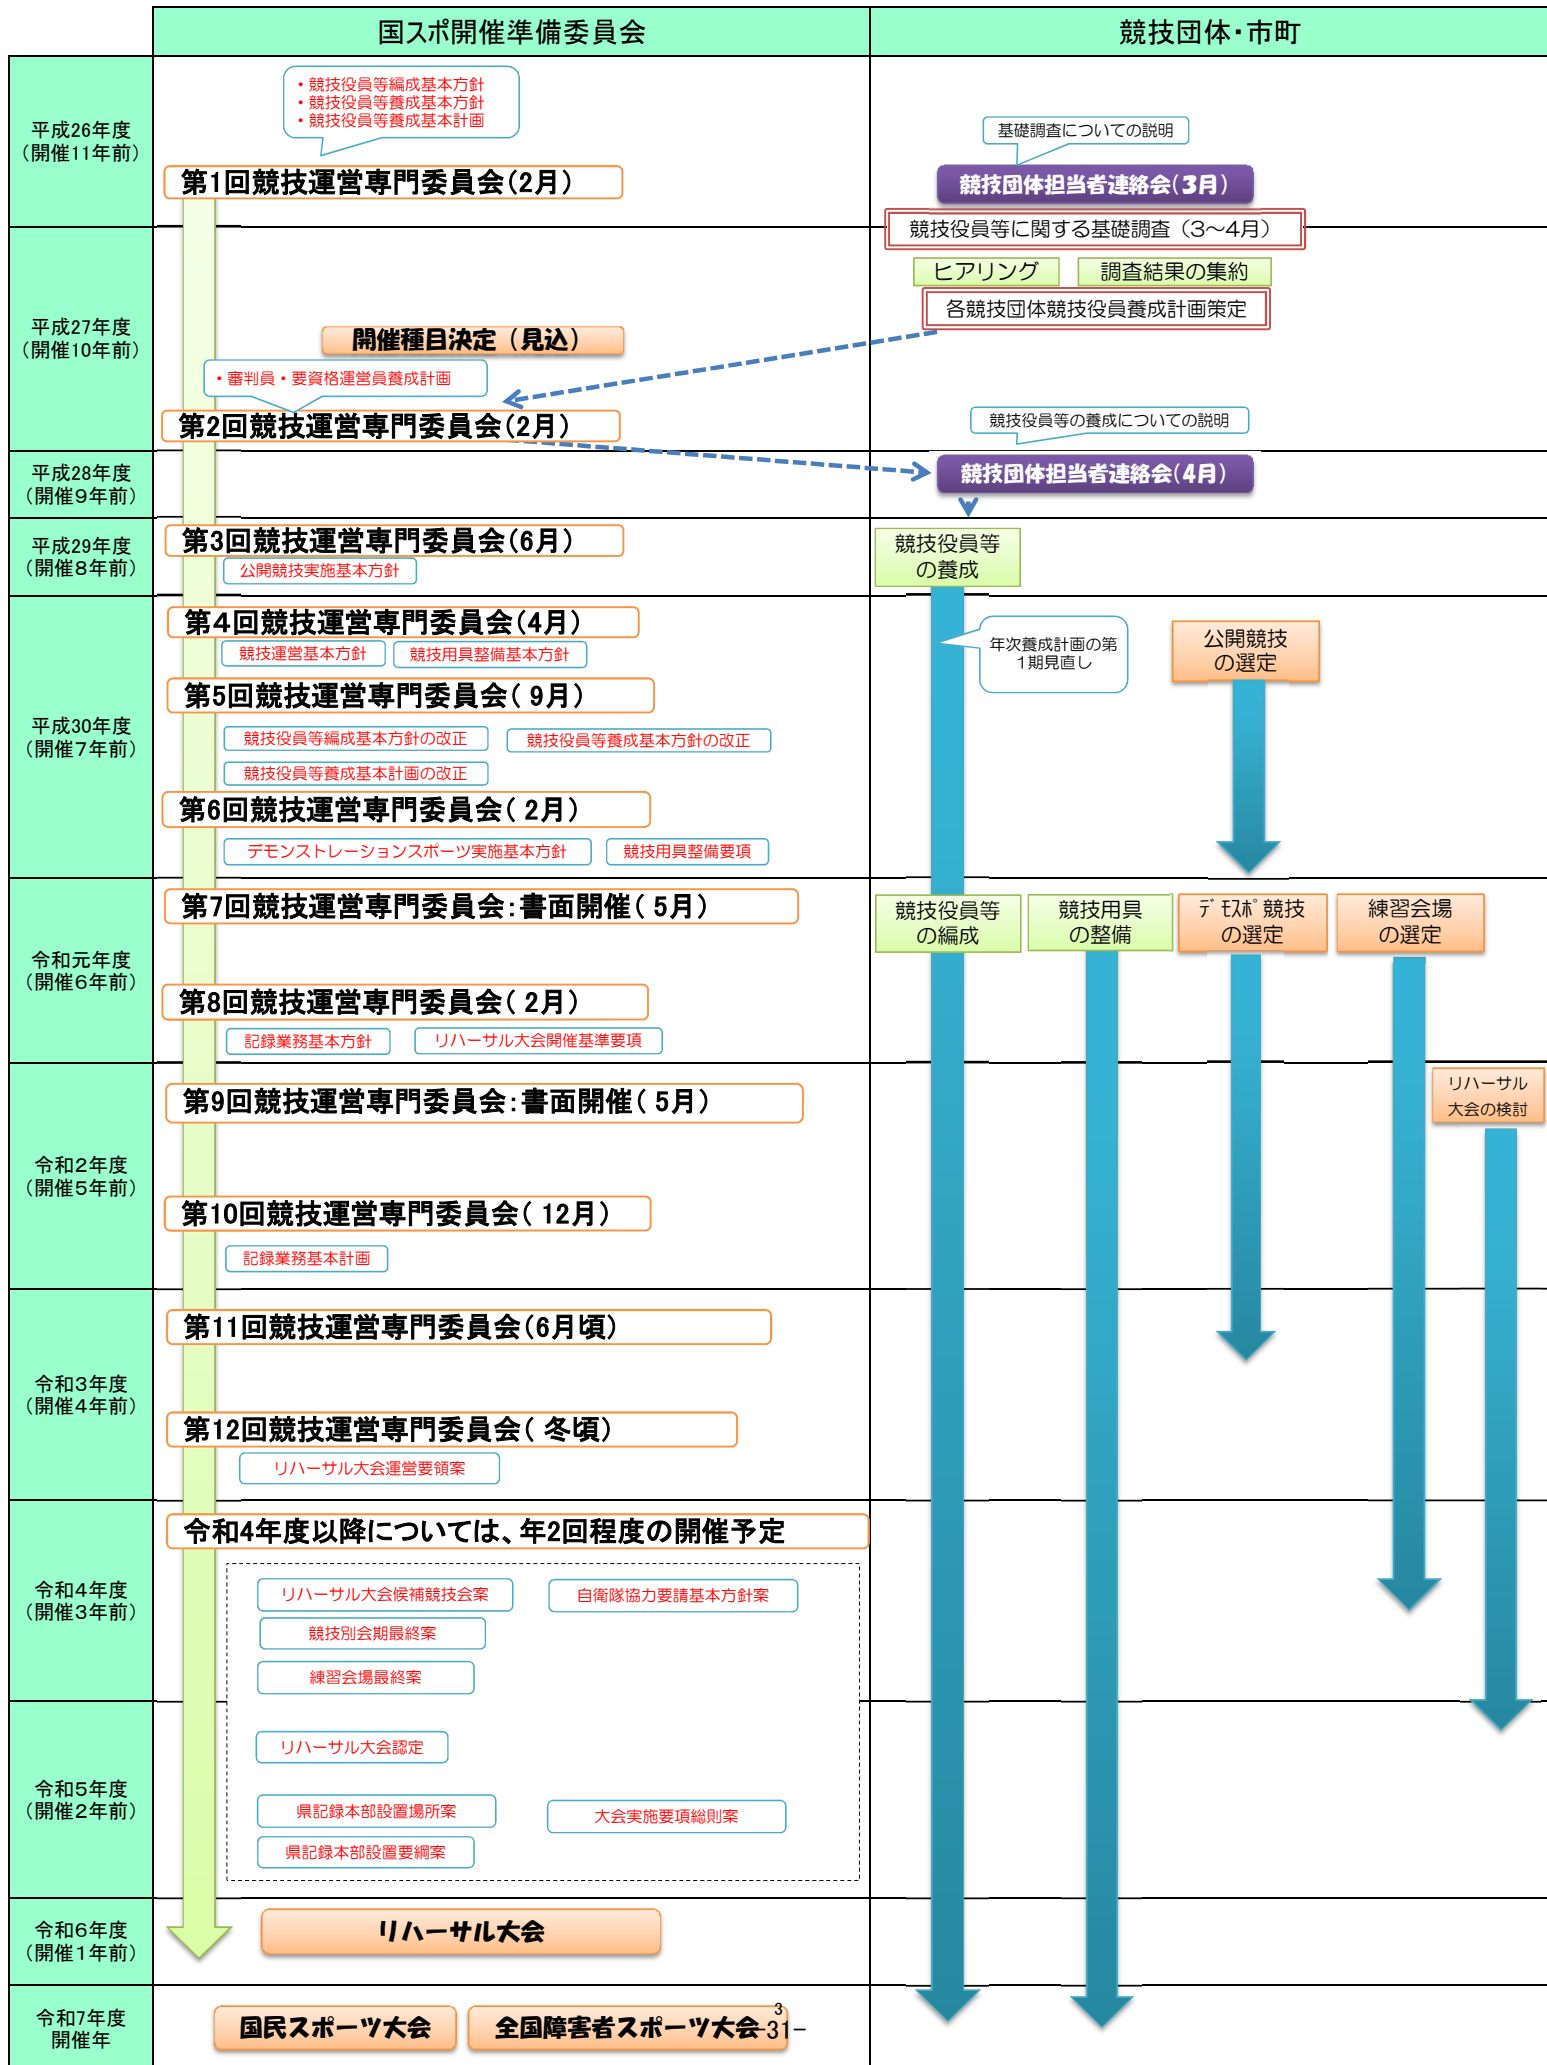 国スポ開催準備委員会
競技団体・市町
平成26年度
(開催11年前)
・競技役員等編成基本方針
・競技役員等養成基本方針
・競技役員等養成基本計画
第1回競技運営専門委員会(2月)
基礎調査についての説明
競技団体担当者連絡会(3月)
競技役員等に関する基礎調査（3～4月）
平成27年度
(開催10年前)
ヒアリング
調査結果の集約
各競技団体競技役員養成計画策定
開催種目決定（見込）
・審判員・要資格運営員養成計画
第2回競技運営専門委員会(2月)
競技役員等の養成についての説明
平成28年度
(開催9年前)
競技団体担当者連絡会(4月)
平成29年度
(開催8年前)
第3回競技運営専門委員会(6月)
公開競技実施基本方針
競技役員等
の養成
平成30年度
(開催7年前)
第4回競技運営専門委員会(4月)
競技運営基本方針
競技用具整備基本方針
第5回競技運営専門委員会( 9月)
競技役員等編成基本方針の改正
競技役員等養成基本方針の改正
競技役員等養成基本計画の改正
第6回競技運営専門委員会( 2月)
デモンストレーションスポーツ実施基本方針
競技用具整備要項
年次養成計画の第
1期見直し
公開競技
の選定
令和元年度
(開催6年前)
第7回競技運営専門委員会:書面開催( 5月)
第8回競技運営専門委員会( 2月)
記録業務基本方針
リハーサル大会開催基準要項
競技役員等
の編成
競技用具
の整備
ﾃﾞﾓｽﾎﾟ競技
の選定
練習会場
の選定
令和2年度
(開催5年前)
第9回競技運営専門委員会:書面開催( 5月)
第10回競技運営専門委員会( 12月)
記録業務基本計画
リハーサル
大会の検討
令和3年度
(開催4年前)
第11回競技運営専門委員会(6月頃)
第12回競技運営専門委員会( 冬頃)
リハーサル大会運営要領案
令和4年度
(開催3年前)
令和4年度以降については、年2回程度の開催予定
リハーサル大会候補競技会案
自衛隊協力要請基本方針案
競技別会期最終案
練習会場最終案
令和5年度
(開催2年前)
リハーサル大会認定
県記録本部設置場所案
大会実施要項総則案
県記録本部設置要綱案
令和6年度
(開催1年前)
リハーサル大会
令和7年度
開催年
国民スポーツ大会
全国障害者スポーツ大会
3
-31-